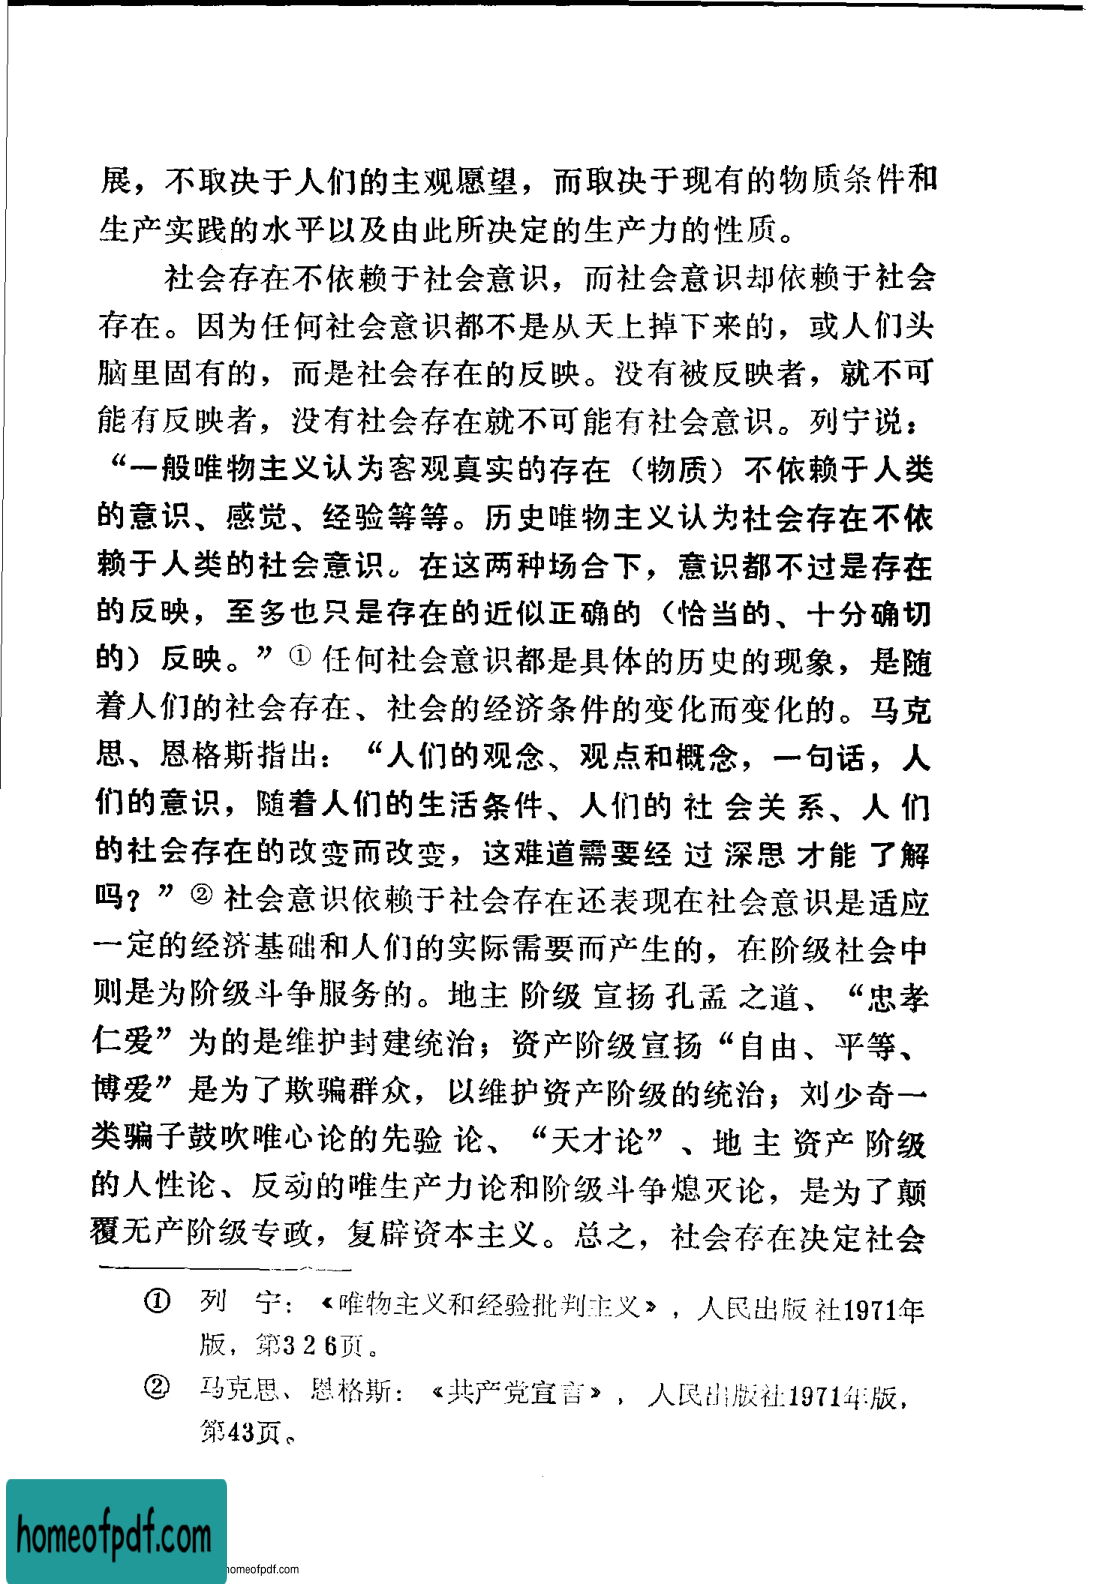 展，不取决于人们的主观愿望，而取决于现有的物质条件和
生产实践的水平以及由此所决定的生产力的性质。
社会存在不依赖于社会意识，而社会意识却依赖于社会
存在。因为任何社会意识都不是从天上掉下来的，或人们头
脑里固有的，而是社会存在的反映。没有被反映者，就不可
能有反映者，没有社会存在就不可能有社会意识。列宁说：
“一般唯物主义认为客观真实的存在（物质）不依赖于人类
的意识、感觉、经验等等。历史唯物主义认为社会存在不依
赖于人类的社会意识。在这两种场合下，意识都不过是存在
的反映，至多也只是存在的近似正确的（恰当的、十分确切
的）反映。”①任何社会意识都是具体的历史的现象，是随
着人们的社会存在、社会的经济条件的变化而变化的。马克
思、恩格斯指出：“人们的观念、观点和概念，一句话，人
们的意识，随着人们的生活条件、人们的社会关系、人们
的社会存在的改变而改变，这难道需要经过深思才能了解
吗？”②社会意识依赖于社会存在还表现在社会意识是适应
一定的经济基础和人们的实际需要而产生的，在阶级社会中
则是为阶级斗争服务的。地主阶级宣扬孔孟之道、“忠孝
仁爱”为的是维护封建统治；资产阶级宣扬“自由、平等、
博爱”是为了欺骗群众，以维护资产阶级的统治；刘少奇一
类骗子鼓吹唯心论的先验论、“天才论”、地主资产阶级
的人性论、反动的唯生产力论和阶级斗争熄灭论，是为了颠
覆无产阶级专政，复辟资本主义。总之，社会存在决定社会
① 列 宁：《唯物主义和经验批判主义》，人民出版社1971年
版，第326页。
② 马克思、恩格斯：《共产党宣言》，人民出版社1971年版，
第43页。
homeofpdf.com
homeofpdf.com